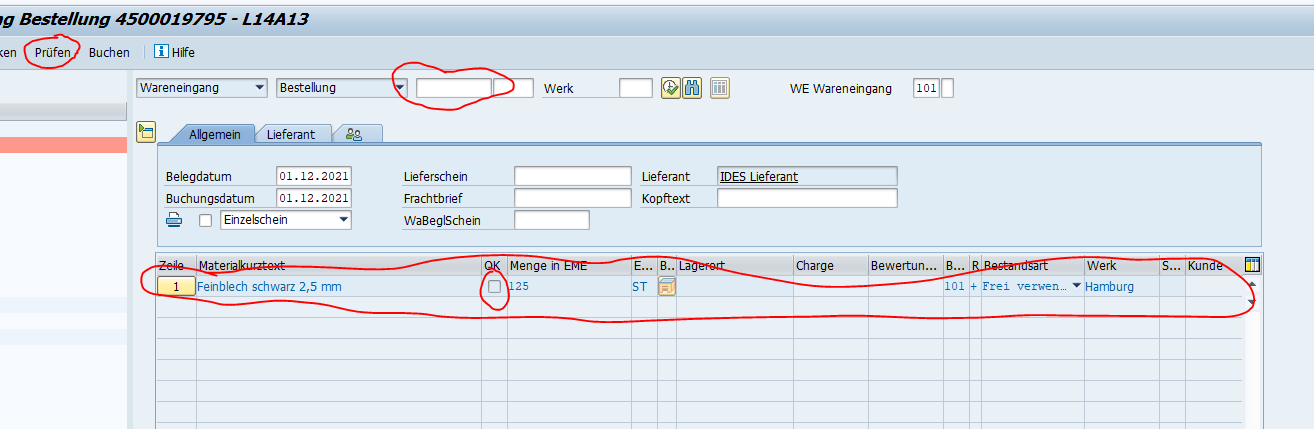 ng Bestellung 4500019795 - L14A13
ken Prüfen Buchen Hilfe
Wareneingang Bestellung Werk WE Wareneingang 101
Allgemein Lieferant
Belegdatum 01.12.2021 Lieferschein Lieferant IDES Lieferant
Buchungsdatum 01.12.2021 Frachtbrief Kopftext
Einzelschein WaBeglSchein
Zeile Materialkurztext OK Menge in EME E... B.. Lagerort Charge Bewertun... B... R Bestandsart Werk S... Kunde
1 Feinblech schwarz 2,5 mm 125 ST 101 + Frei verwen... Hamburg